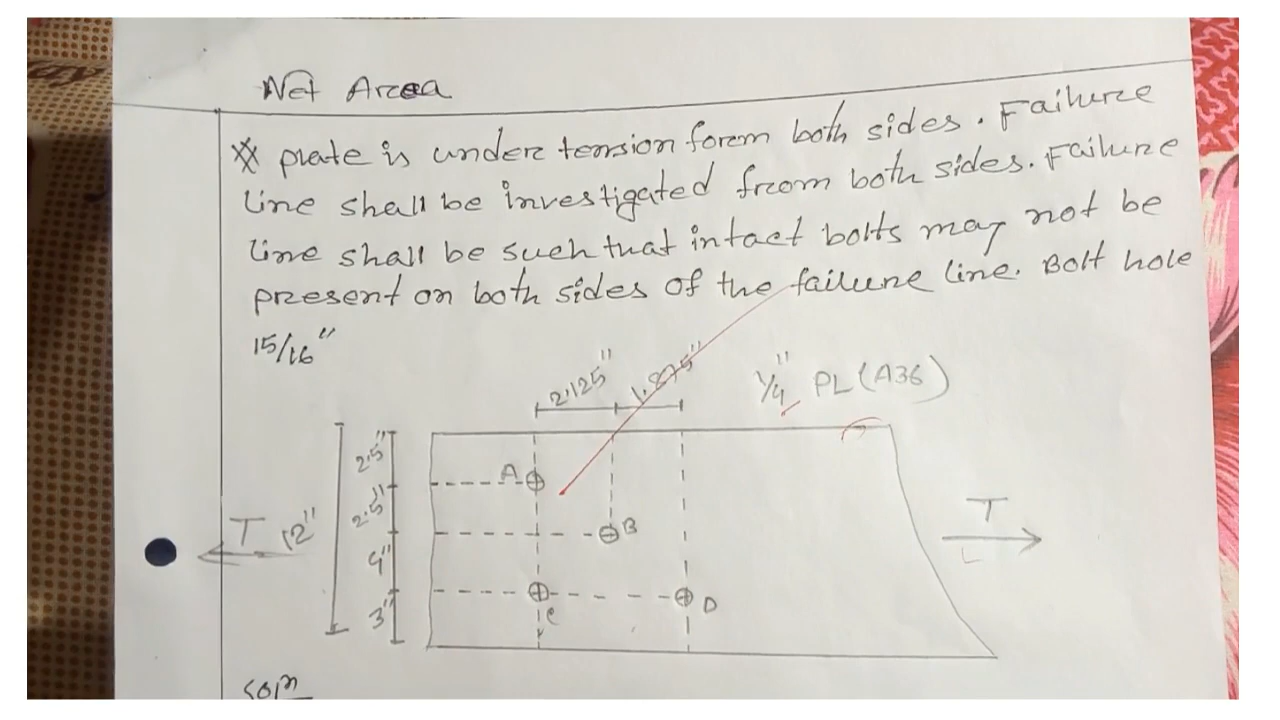 Net Area
** plate is under tension form both sides. Failure
line shall be investigated from both sides. Failure
line shall be such that intact bolts may not be
present on both sides of the failure line. Bolt hole
15/16"
2.125" 1.875" 1/4" PL (A36)
2.5"
A
2.5"
T 12" B T
4" L
3" C D
soln